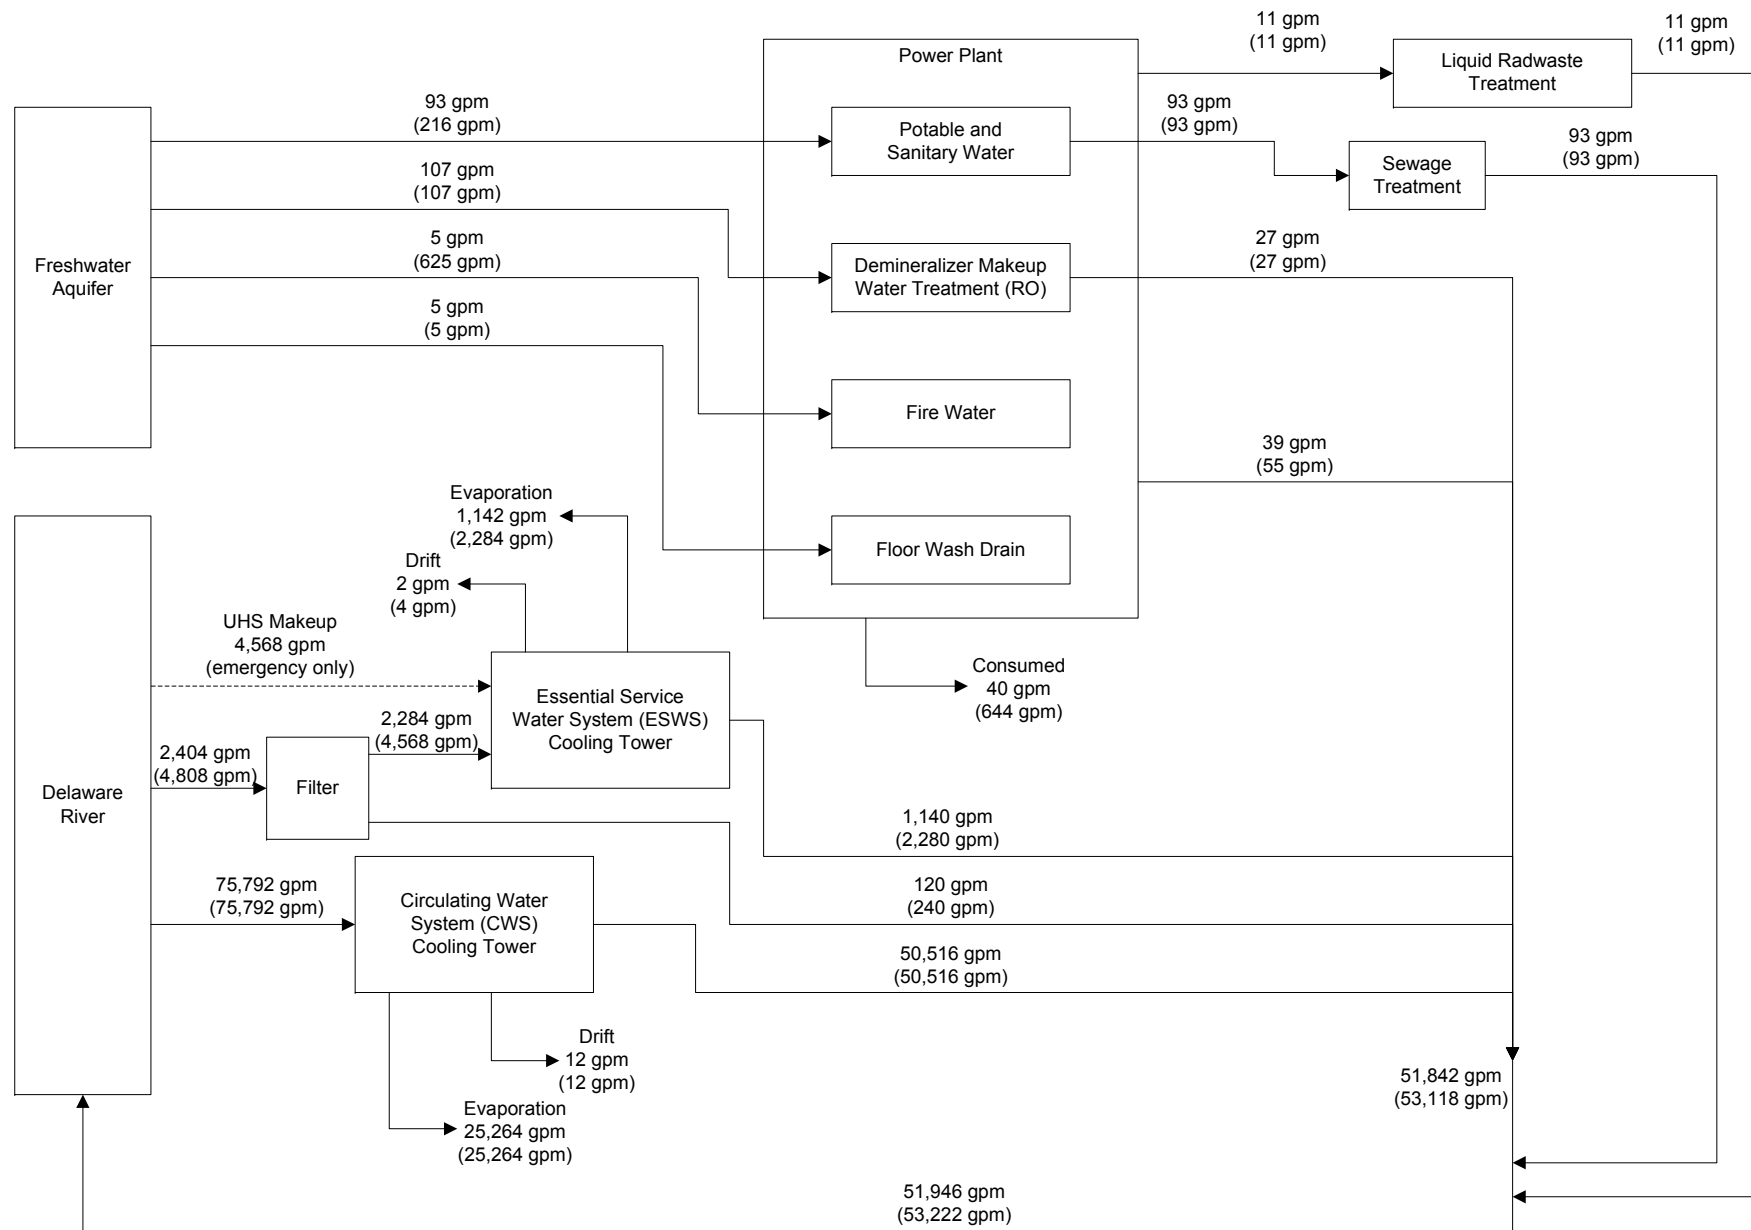 11 gpm
(11 gpm)
11 gpm
(11 gpm)
Power Plant
Liquid Radwaste
Treatment
93 gpm
(216 gpm)
Potable and
Sanitary Water
93 gpm
(93 gpm)
93 gpm
(93 gpm)
Sewage
Treatment
107 gpm
(107 gpm)
5 gpm
(625 gpm)
5 gpm
(5 gpm)
Freshwater
Aquifer
Demineralizer Makeup
Water Treatment (RO)
27 gpm
(27 gpm)
Fire Water
39 gpm
(55 gpm)
Floor Wash Drain
Evaporation
1,142 gpm
(2,284 gpm)
Drift
2 gpm
(4 gpm)
UHS Makeup
4,568 gpm
(emergency only)
Essential Service
Water System (ESWS)
Cooling Tower
Consumed
40 gpm
(644 gpm)
2,284 gpm
(4,568 gpm)
2,404 gpm
(4,808 gpm)
Filter
Delaware
River
1,140 gpm
(2,280 gpm)
75,792 gpm
(75,792 gpm)
Circulating Water
System (CWS)
Cooling Tower
120 gpm
(240 gpm)
50,516 gpm
(50,516 gpm)
Drift
12 gpm
(12 gpm)
Evaporation
25,264 gpm
(25,264 gpm)
51,842 gpm
(53,118 gpm)
51,946 gpm
(53,222 gpm)